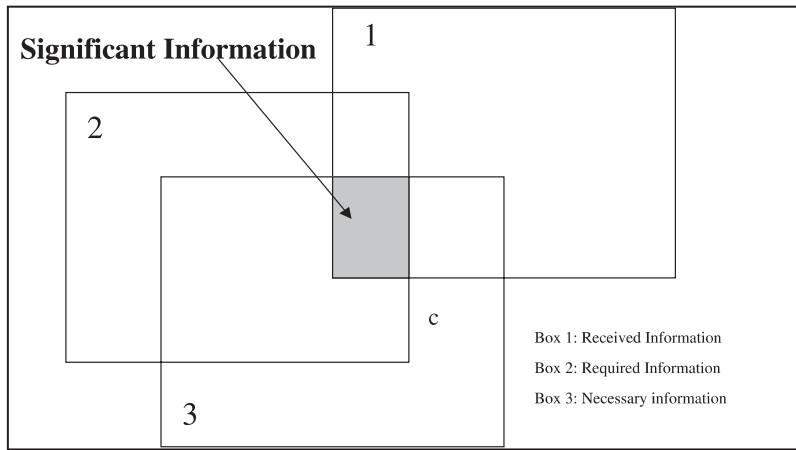 1
Significant Information
2
c
Box 1: Received Information
Box 2: Required Information
Box 3: Necessary information
3